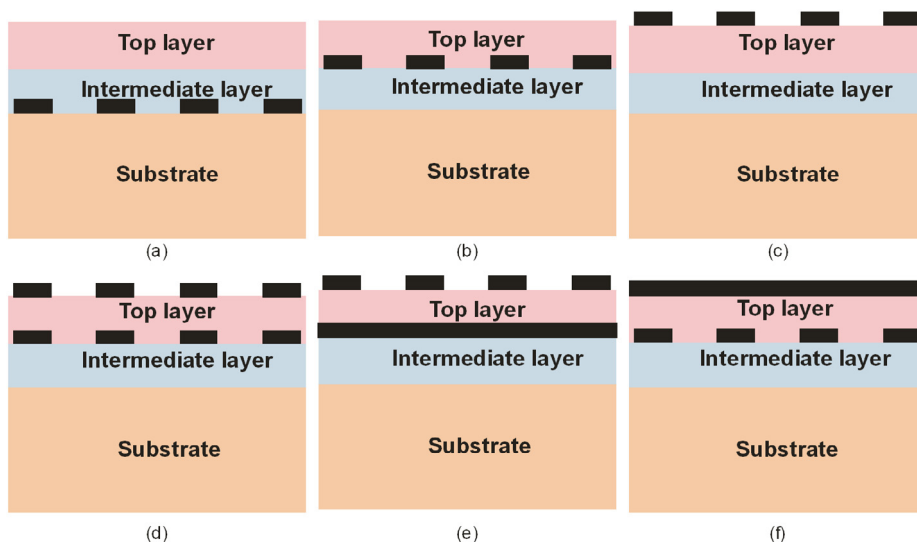 Top layer
Intermediate layer
Substrate
(a)
Top layer
Intermediate layer
Substrate
(b)
Top layer
Intermediate layer
Substrate
(c)
Top layer
Intermediate layer
Substrate
(d)
Top layer
Intermediate layer
Substrate
(e)
Top layer
Intermediate layer
Substrate
(f)